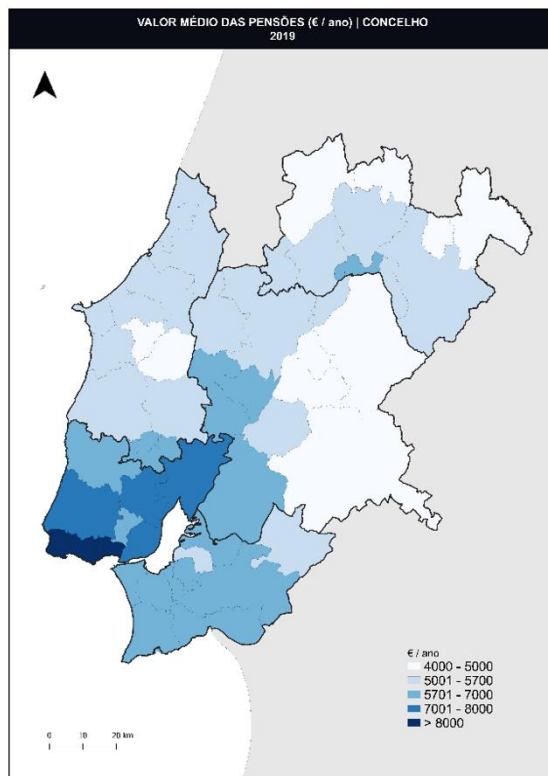 VALOR MÉDIO DAS PENSÕES (€ / ano) | CONCELHO
2019
€ / ano
4000 - 5000
5001 - 5700
5701 - 7000
7001 - 8000
> 8000
0 10 20 km